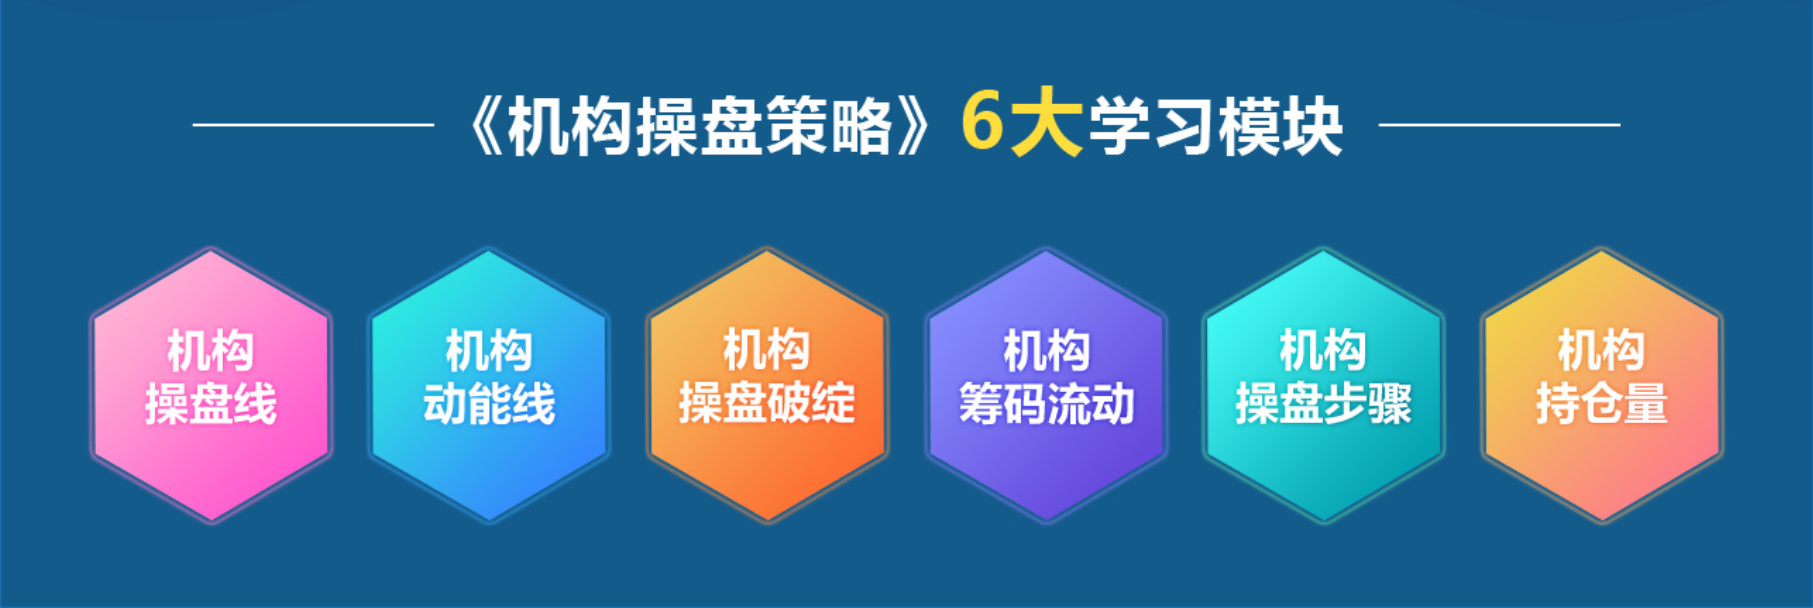 《机构操盘策略》6大学习模块
机构
操盘线
机构
动能线
机构
操盘破绽
机构
筹码流动
机构
操盘步骤
机构
持仓量